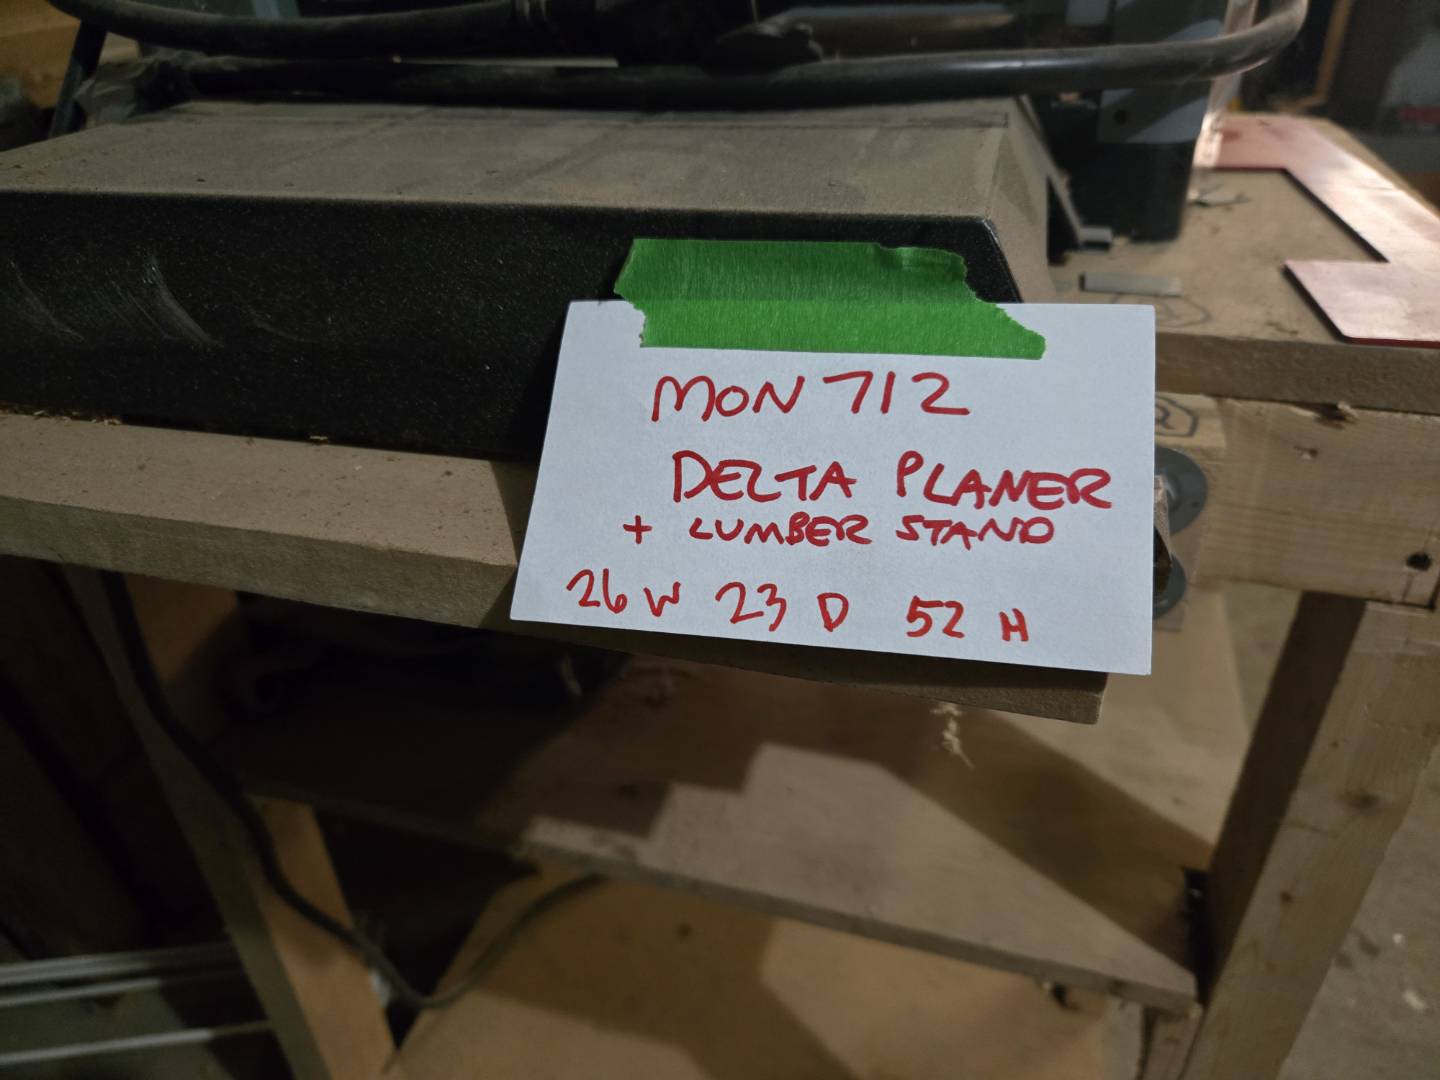 MON 712
DELTA PLANER
+ LUMBER STAND
26 W 23 D 52 H